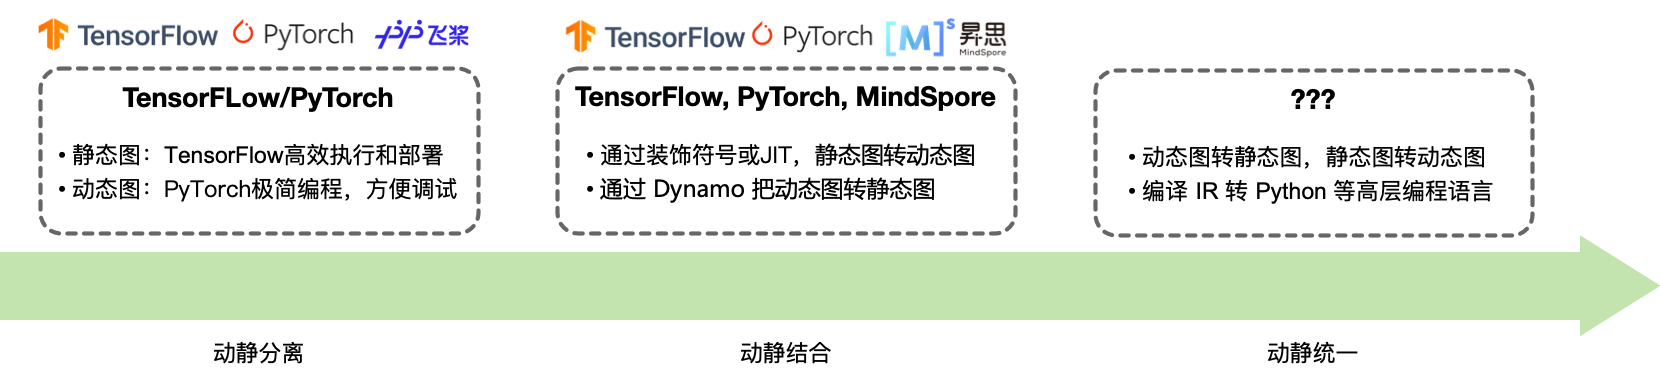 TensorFlow PyTorch 飞桨
TensorFLow/PyTorch
• 静态图：TensorFlow高效执行和部署
• 动态图：PyTorch极简编程，方便调试
TensorFlow PyTorch [M]s 昇思
MindSpore
TensorFlow, PyTorch, MindSpore
• 通过装饰符号或JIT，静态图转动态图
• 通过 Dynamo 把动态图转静态图
???
• 动态图转静态图，静态图转动态图
• 编译 IR 转 Python 等高层编程语言
动静分离
动静结合
动静统一